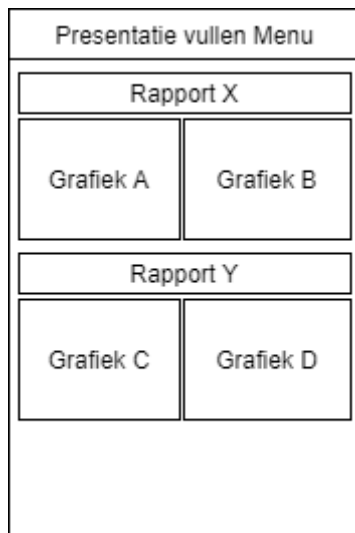 Presentatie vullen Menu
Rapport X
Grafiek A
Grafiek B
Rapport Y
Grafiek C
Grafiek D